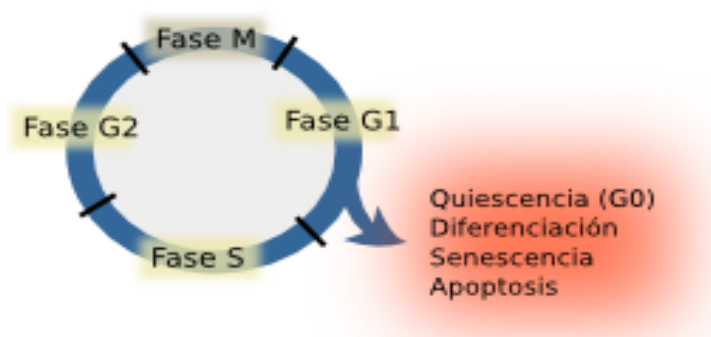 Fase M
Fase G2
Fase G1
Fase S
Quiescencia (G0)
Diferenciación
Senescencia
Apoptosis